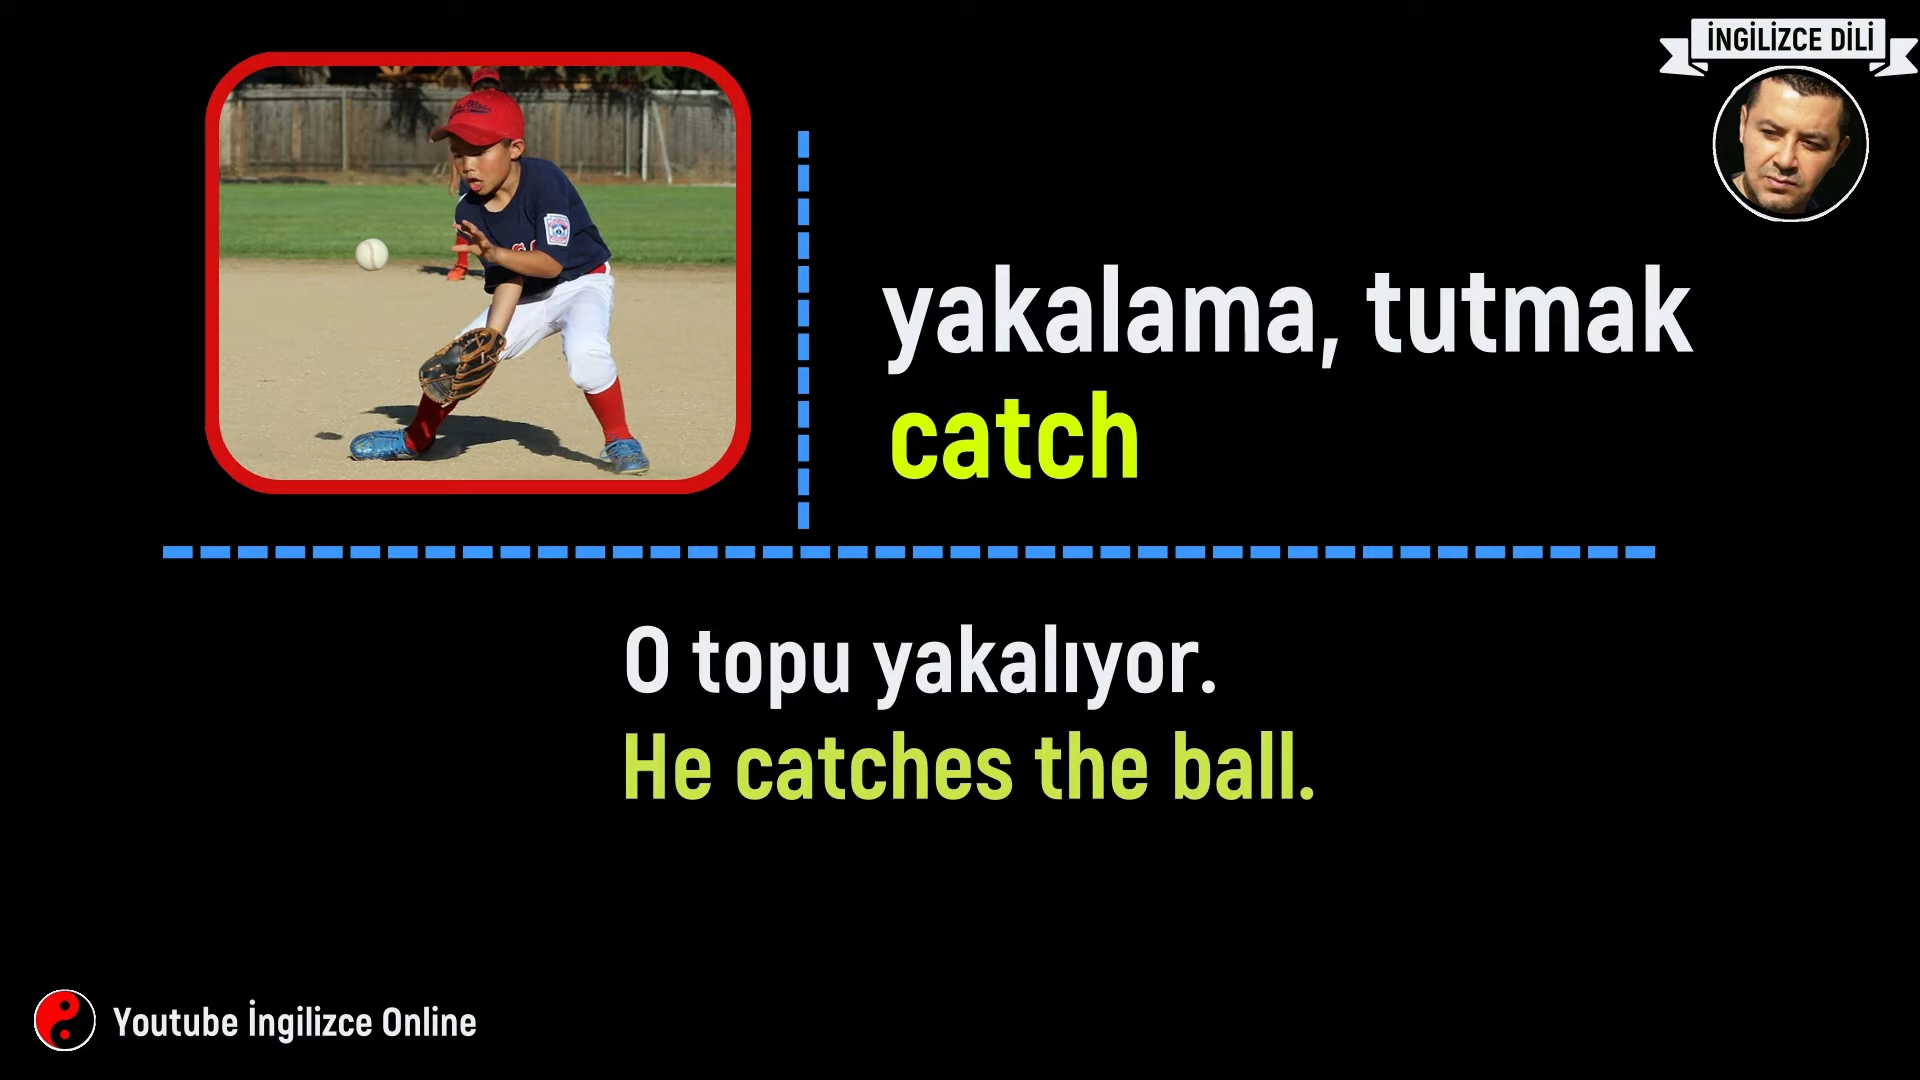 İNGİLİZCE DİLİ
yakalama, tutmak
catch
O topu yakalıyor.
He catches the ball.
Youtube İngilizce Online